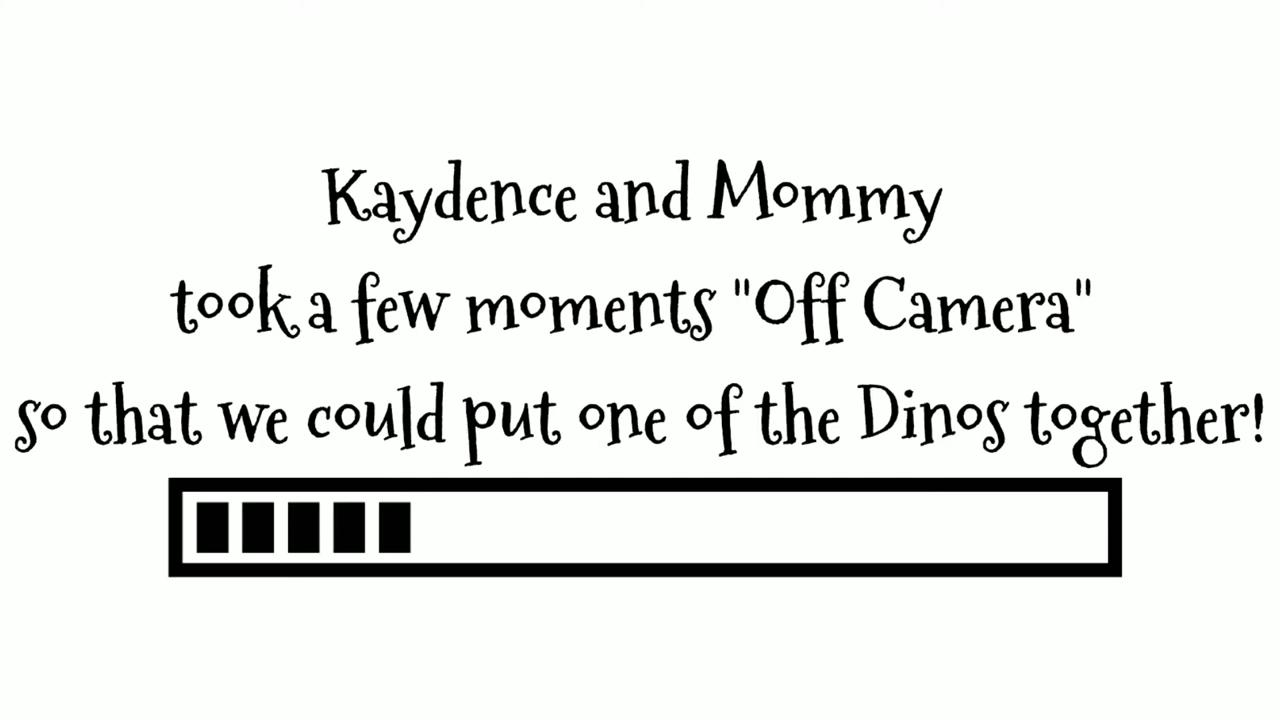 Kaydence and Mommy
took a few moments "Off Camera"
so that we could put one of the Dinos together!